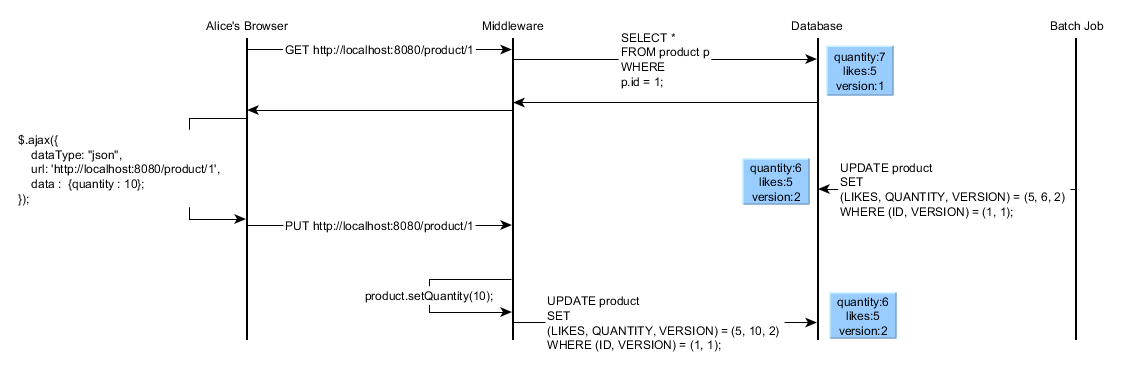 Alice's Browser
Middleware
Database
Batch Job
GET http://localhost:8080/product/1
SELECT *
FROM product p
WHERE
p.id = 1;
quantity:7
likes:5
version:1
$.ajax({
dataType: "json",
url: 'http://localhost:8080/product/1',
data :  {quantity : 10};
});
quantity:6
likes:5
version:2
UPDATE product
SET
(LIKES, QUANTITY, VERSION) = (5, 6, 2)
WHERE (ID, VERSION) = (1, 1);
PUT http://localhost:8080/product/1
product.setQuantity(10);
UPDATE product
SET
(LIKES, QUANTITY, VERSION) = (5, 10, 2)
WHERE (ID, VERSION) = (1, 1);
quantity:6
likes:5
version:2